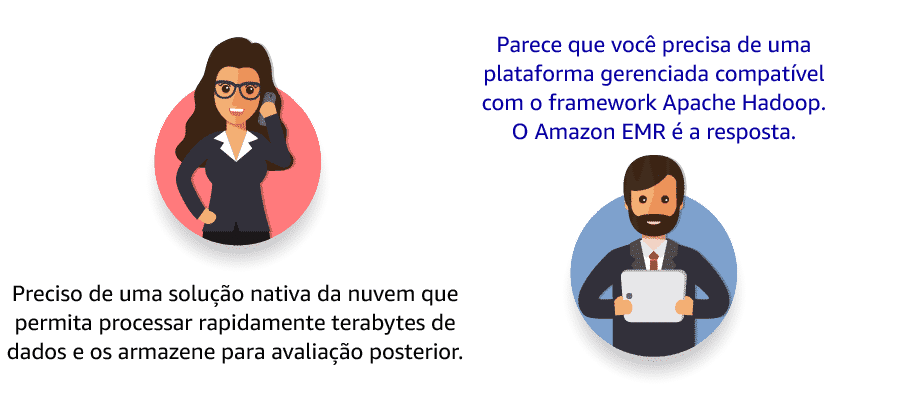 Parece que você precisa de uma
plataforma gerenciada compatível
com o framework Apache Hadoop.
O Amazon EMR é a resposta.
Preciso de uma solução nativa da nuvem que
permita processar rapidamente terabytes de
dados e os armazene para avaliação posterior.